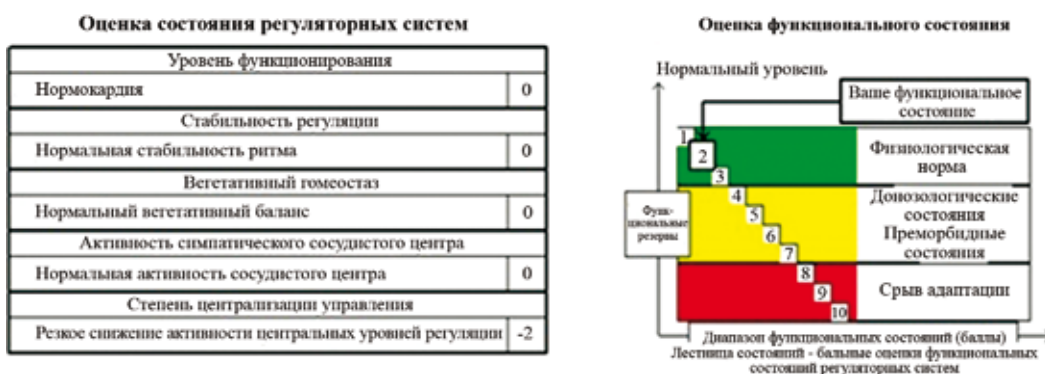 Оценка состояния регуляторных систем
Уровень функционирования
Нормокардия 0
Стабильность регуляции
Нормальная стабильность ритма 0
Вегетативный гомеостаз
Нормальный вегетативный баланс 0
Активность симпатического сосудистого центра
Нормальная активность сосудистого центра 0
Степень централизации управления
Резкое снижение активности центральных уровней регуляции -2
Оценка функционального состояния
Нормальный уровень
Ваше функциональное
состояние
1
2
3
4
5
6
7
8
9
10
Физиологическая
норма
Донозологические
состояния
Преморбидные
состояния
Срыв адаптации
Функ-
циональные
резервы
Диапазон функциональных состояний (баллы)
Лестница состояний - бальные оценки функциональных
состояний регуляторных систем